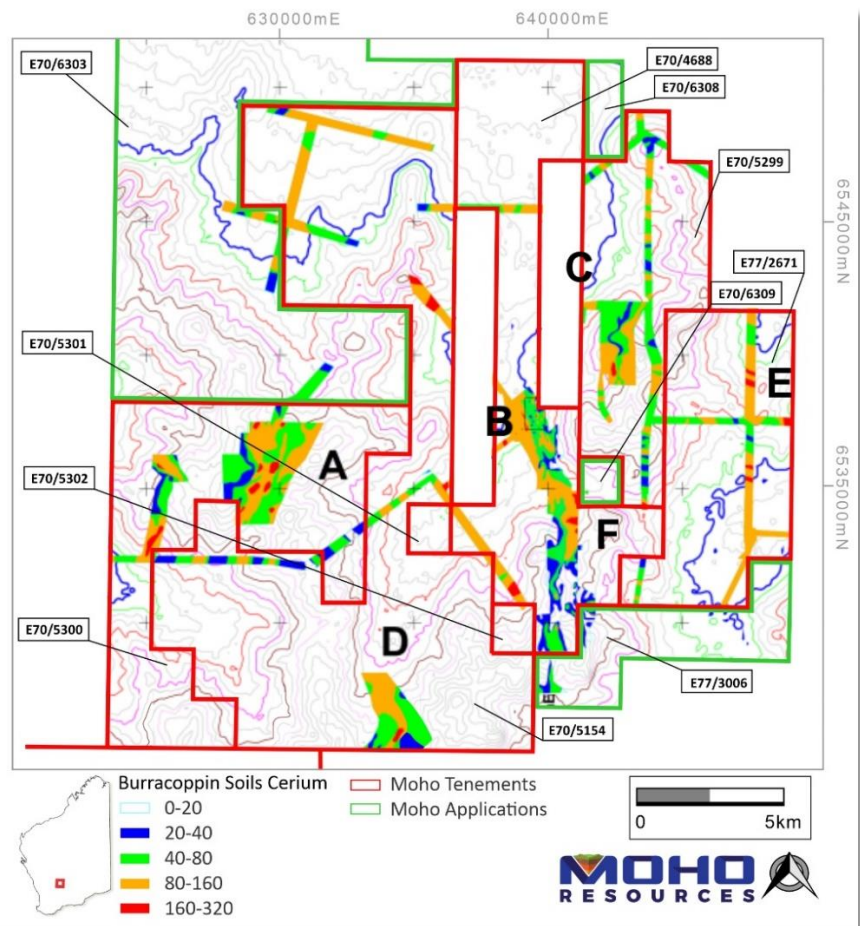 630000mE
640000mE
E70/6303
E70/4688
E70/6308
E70/5299
6545000mN
C
E77/2671
E70/6309
E70/5301
E
B
A
E70/5302
6535000mN
F
E70/5300
D
E77/3006
E70/5154
Burracoppin Soils Cerium
0-20
20-40
40-80
80-160
160-320
Moho Tenements
Moho Applications
0
5km
MOHO
RESOURCES